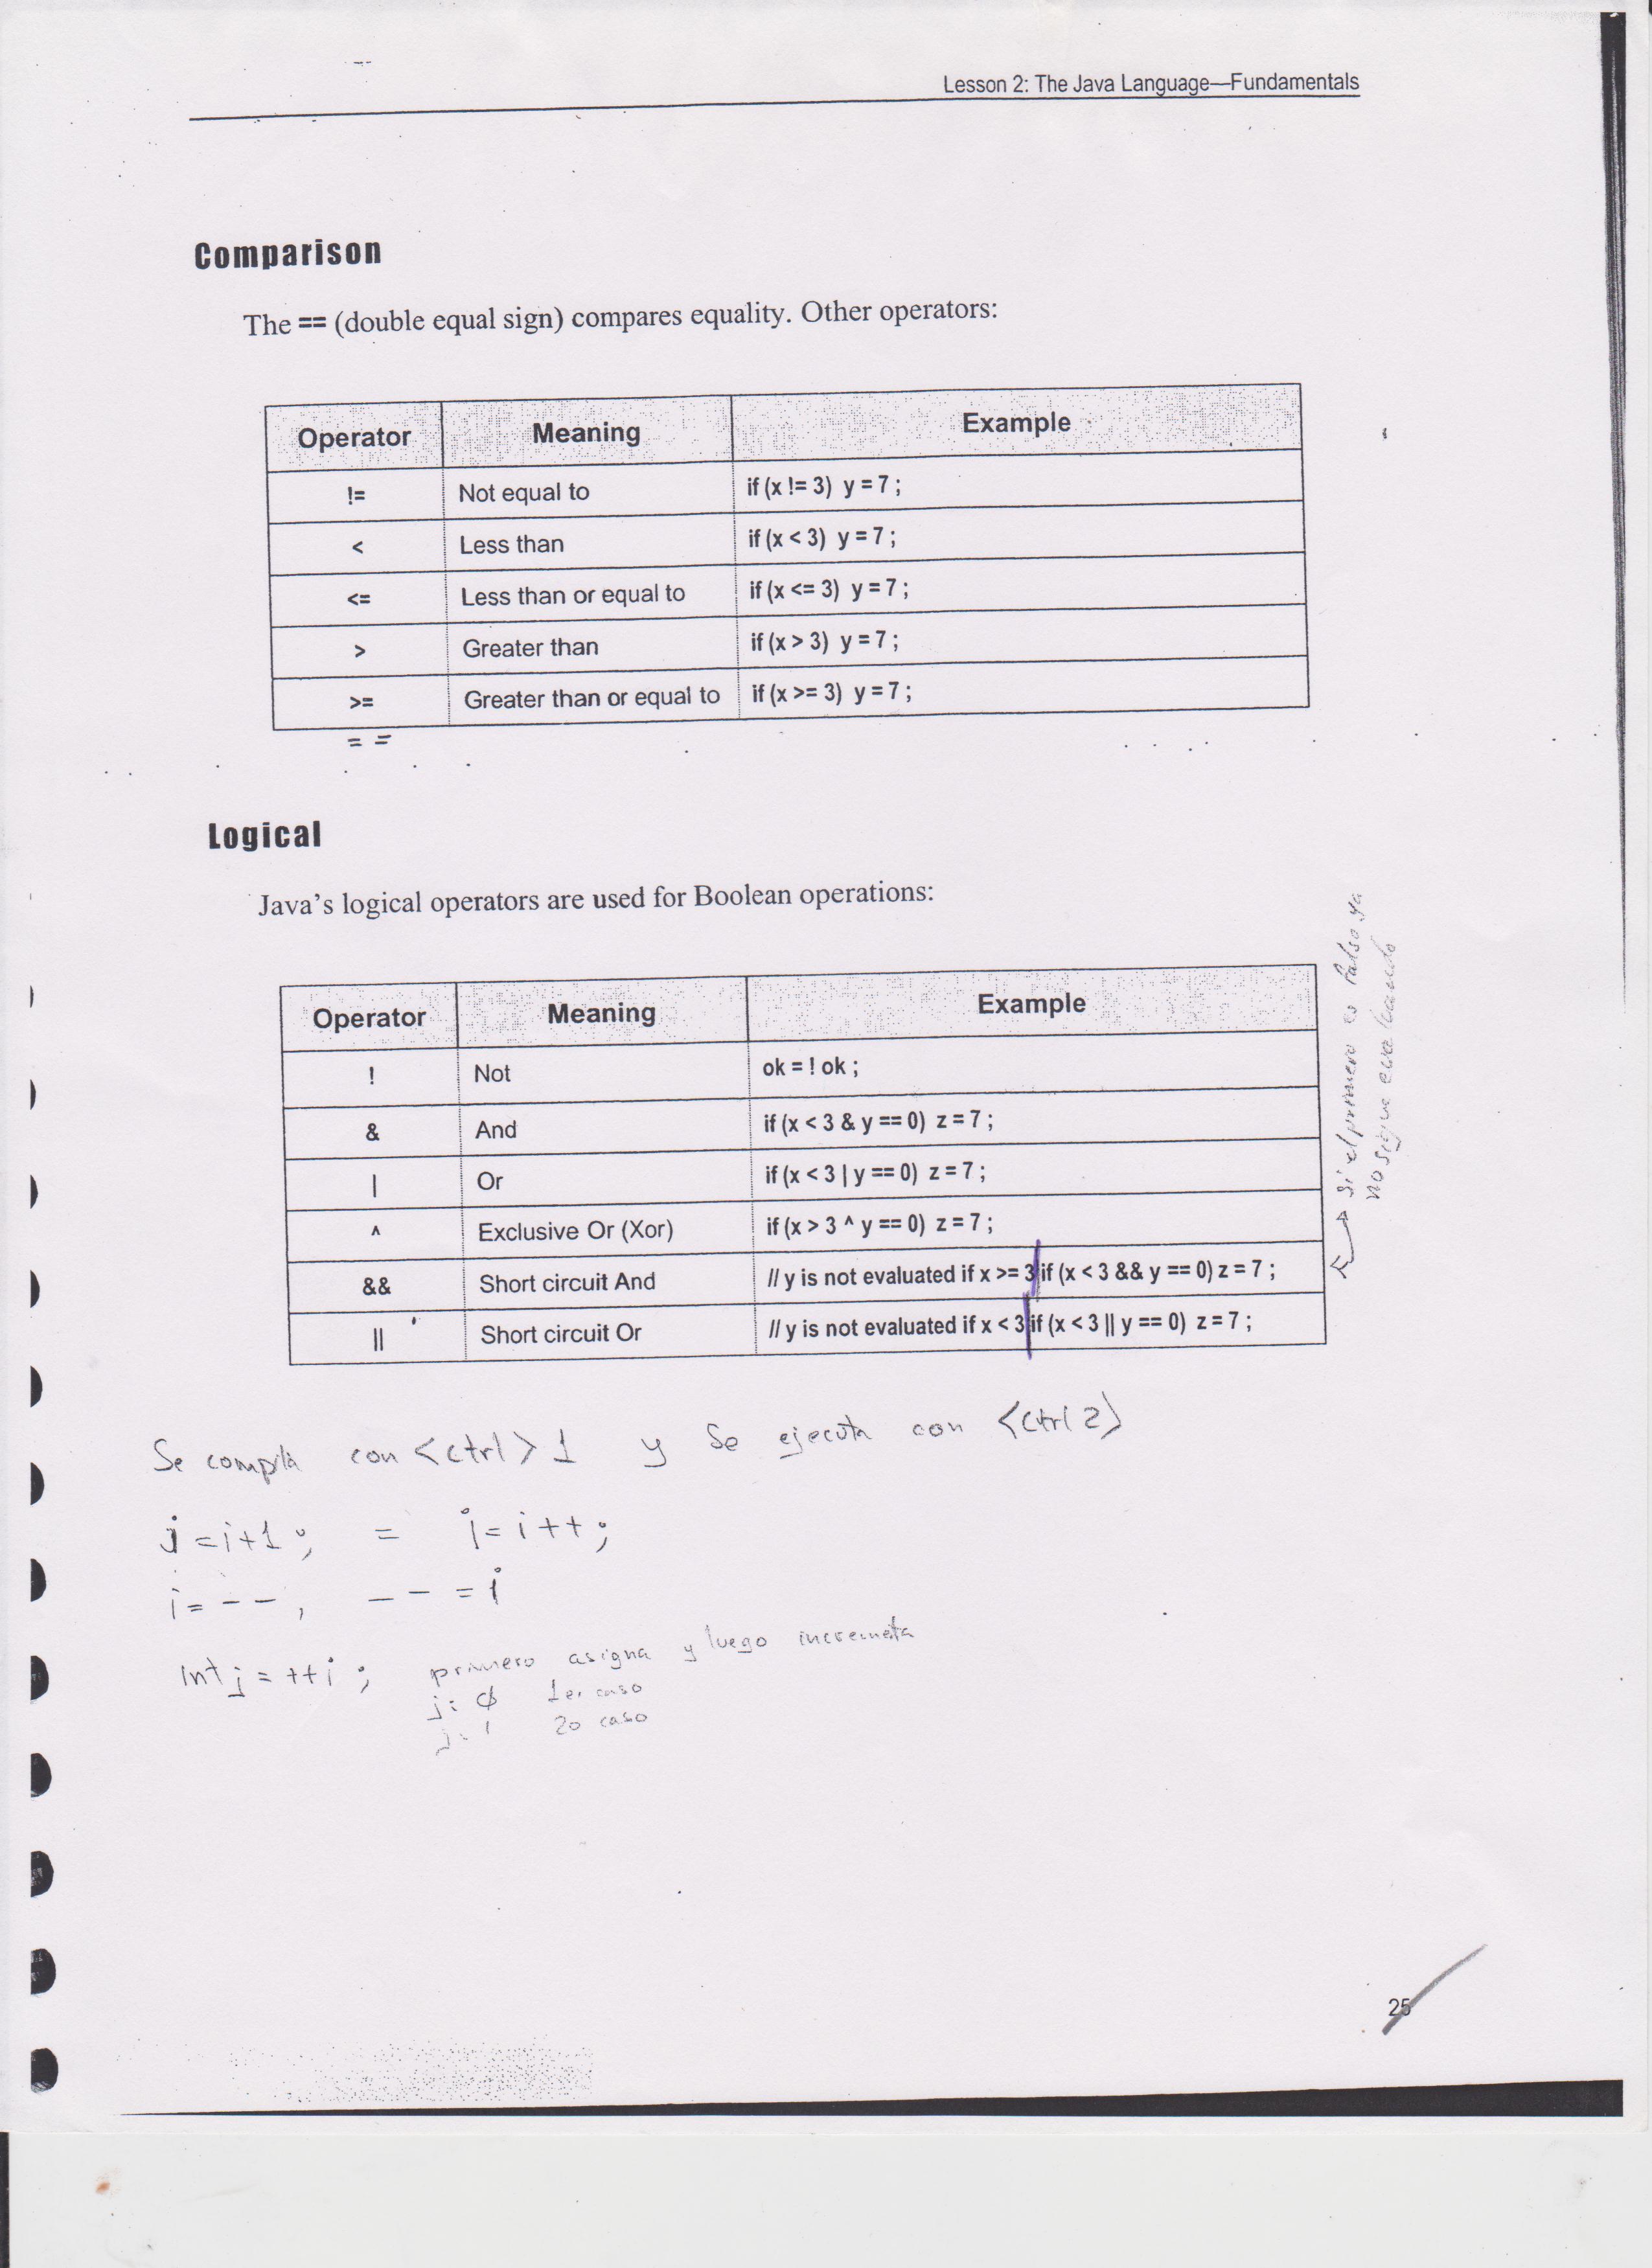 Lesson 2: The Java Language—Fundamentals
Comparison
The == (double equal sign) compares equality. Other operators:
Operator Meaning Example
!= Not equal to if (x != 3) y = 7 ;
< Less than if (x < 3) y = 7 ;
<= Less than or equal to if (x <= 3) y = 7 ;
> Greater than if (x > 3) y = 7 ;
>= Greater than or equal to if (x >= 3) y = 7 ;
= =
Logical
Java's logical operators are used for Boolean operations:
Operator Meaning Example
! Not ok = ! ok ;
& And if (x < 3 & y == 0) z = 7 ;
| Or if (x < 3 | y == 0) z = 7 ;
^ Exclusive Or (Xor) if (x > 3 ^ y == 0) z = 7 ;
&& Short circuit And // y is not evaluated if x >= 3 if (x < 3 && y == 0) z = 7 ;
|| Short circuit Or // y is not evaluated if x < 3 if (x < 3 || y == 0) z = 7 ;
si el primero es falso ya
no sigue evaluando
Se compila con <ctrl> 1 y se ejecuta con <ctrl 2>
j = i+1 ; = i = i ++ ;
i = -- , -- = i
Int j = ++i ; primero asigna y luego incrementa
j = 0 1er caso
j = 1 2o caso
25